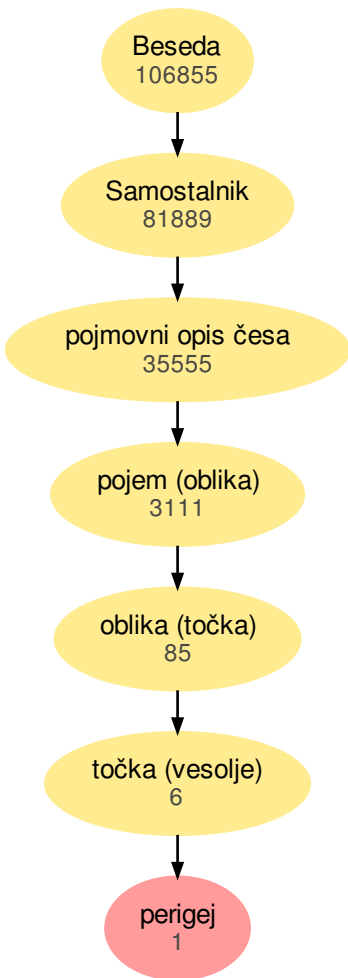 Beseda
106855
Samostalnik
81889
pojmovni opis česa
35555
pojem (oblika)
3111
oblika (točka)
85
točka (vesolje)
6
perigej
1